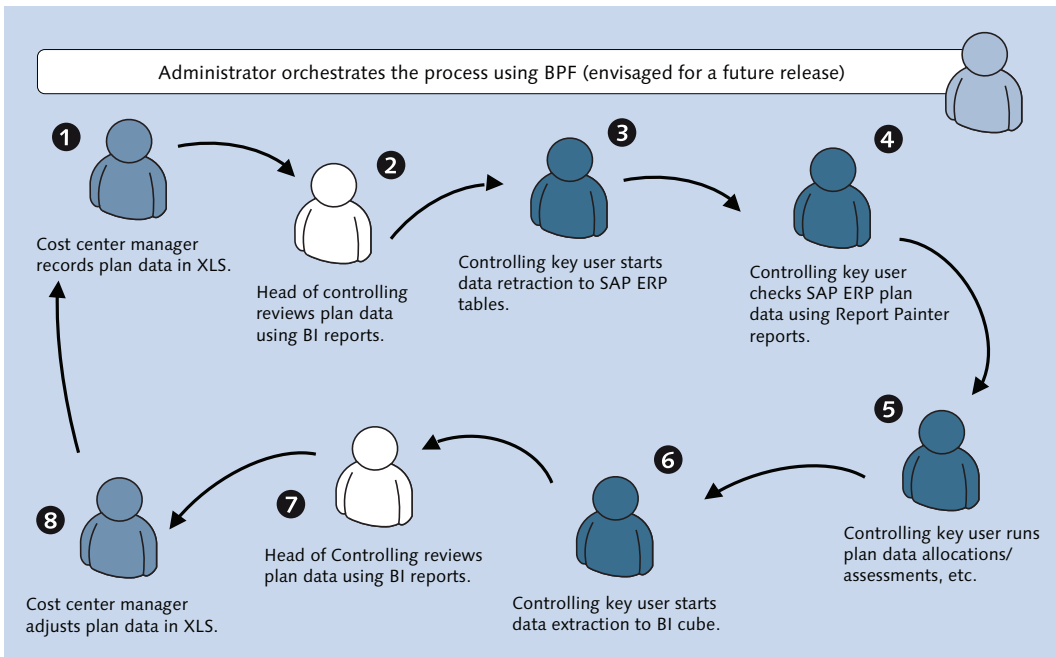 Administrator orchestrates the process using BPF (envisaged for a future release)
1
Cost center manager
records plan data in XLS.
2
Head of controlling
reviews plan data
using BI reports.
3
Controlling key user starts
data retraction to SAP ERP
tables.
4
Controlling key user
checks SAP ERP plan
data using Report Painter
reports.
5
Controlling key user runs
plan data allocations/
assessments, etc.
6
Controlling key user starts
data extraction to BI cube.
7
Head of Controlling reviews
plan data using BI reports.
8
Cost center manager
adjusts plan data in XLS.